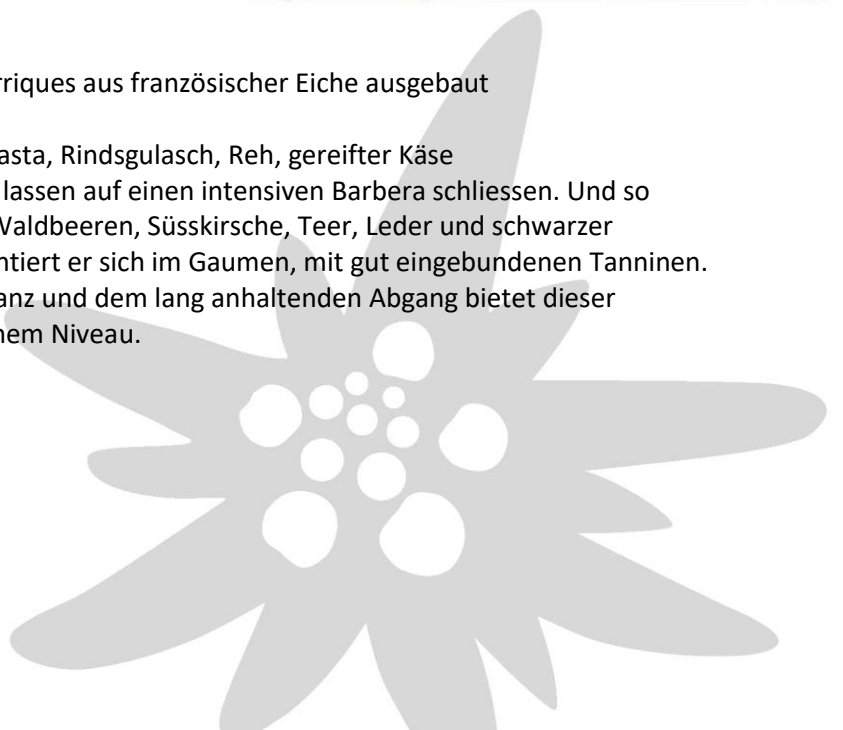 rriques aus französischer Eiche ausgebaut
asta, Rindsgulasch, Reh, gereifter Käse
lassen auf einen intensiven Barbera schliessen. Und so
Waldbeeren, Süsskirsche, Teer, Leder und schwarzer
ntiert er sich im Gaumen, mit gut eingebundenen Tanninen.
anz und dem lang anhaltenden Abgang bietet dieser
nem Niveau.